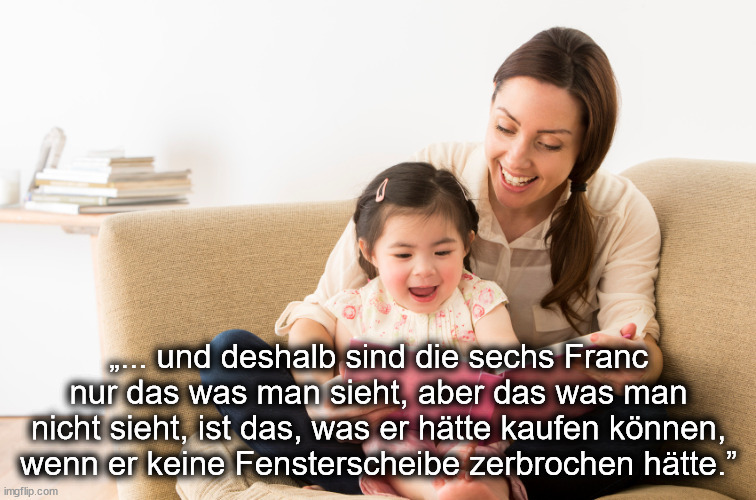 „... und deshalb sind die sechs Franc
nur das was man sieht, aber das was man
nicht sieht, ist das, was er hätte kaufen können,
wenn er keine Fensterscheibe zerbrochen hätte.”
imgflip.com